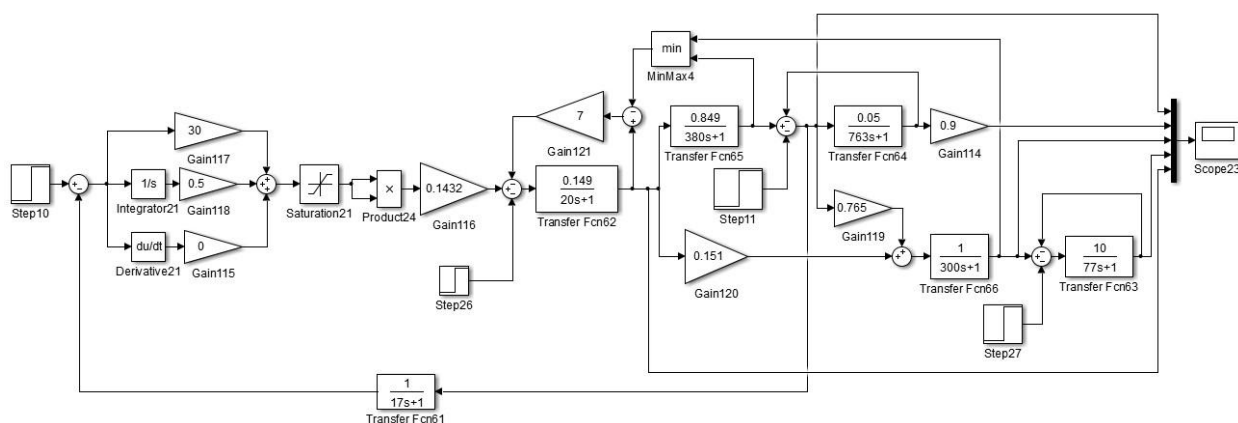 min
MinMax4
7
Gain121
30
Gain117
0.849
380s+1
Transfer Fcn65
0.05
763s+1
Transfer Fcn64
0.9
Gain114
Scope23
Step10
1/s
Integrator21
0.5
Gain118
Saturation21
×
Product24
0.1432
Gain116
0.149
20s+1
Transfer Fcn62
Step11
du/dt
Derivative21
0
Gain115
Step26
0.765
Gain119
0.151
Gain120
1
300s+1
Transfer Fcn66
10
77s+1
Transfer Fcn63
Step27
1
17s+1
Transfer Fcn61